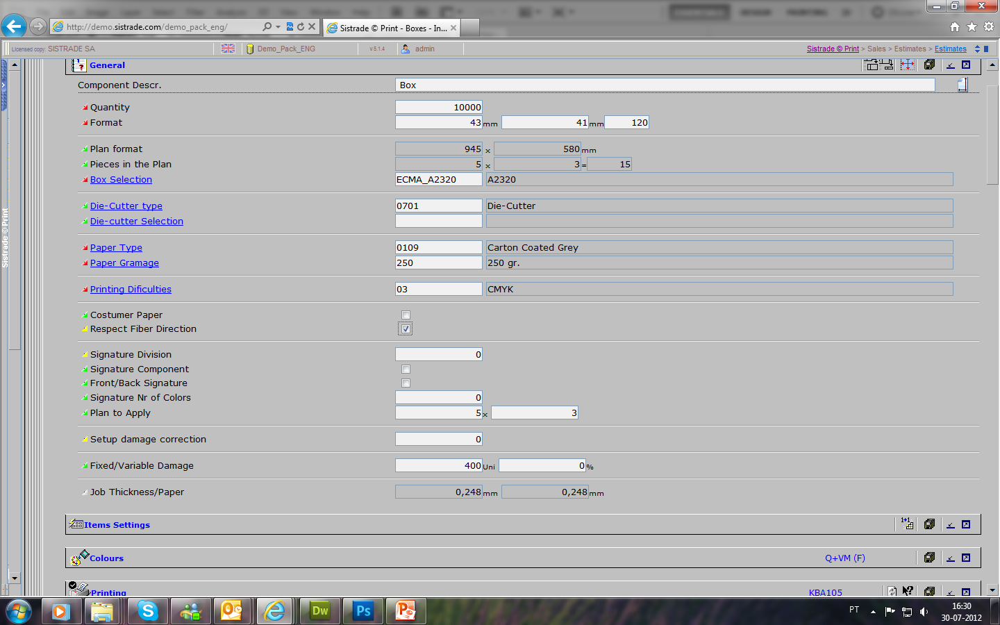 http://demo.sistrade.com/demo_pack_eng/
Sistrade © Print - Boxes - In...
Licensed copy: SISTRADE SA
Demo_Pack_ENG
v 5.1.4
admin
Sistrade © Print > Sales > Estimates > Estimates
General
Component Descr. Box
Quantity 10000
Format 43 mm 41 mm 120
Plan format 945 x 580 mm
Pieces in the Plan 5 x 3 = 15
Box Selection ECMA_A2320 A2320
Die-Cutter type 0701 Die-Cutter
Die-cutter Selection
Paper Type 0109 Carton Coated Grey
Paper Gramage 250 250 gr.
Printing Dificulties 03 CMYK
Costumer Paper
Respect Fiber Direction
Signature Division 0
Signature Component
Front/Back Signature
Signature Nr of Colors 0
Plan to Apply 5 x 3
Setup damage correction 0
Fixed/Variable Damage 400 Uni 0 %
Job Thickness/Paper 0,248 mm 0,248 mm
Sistrade © Print
Items Settings
Colours Q+VM (F)
Printing KBA105
Dw
Ps
PT
16:30
30-07-2012